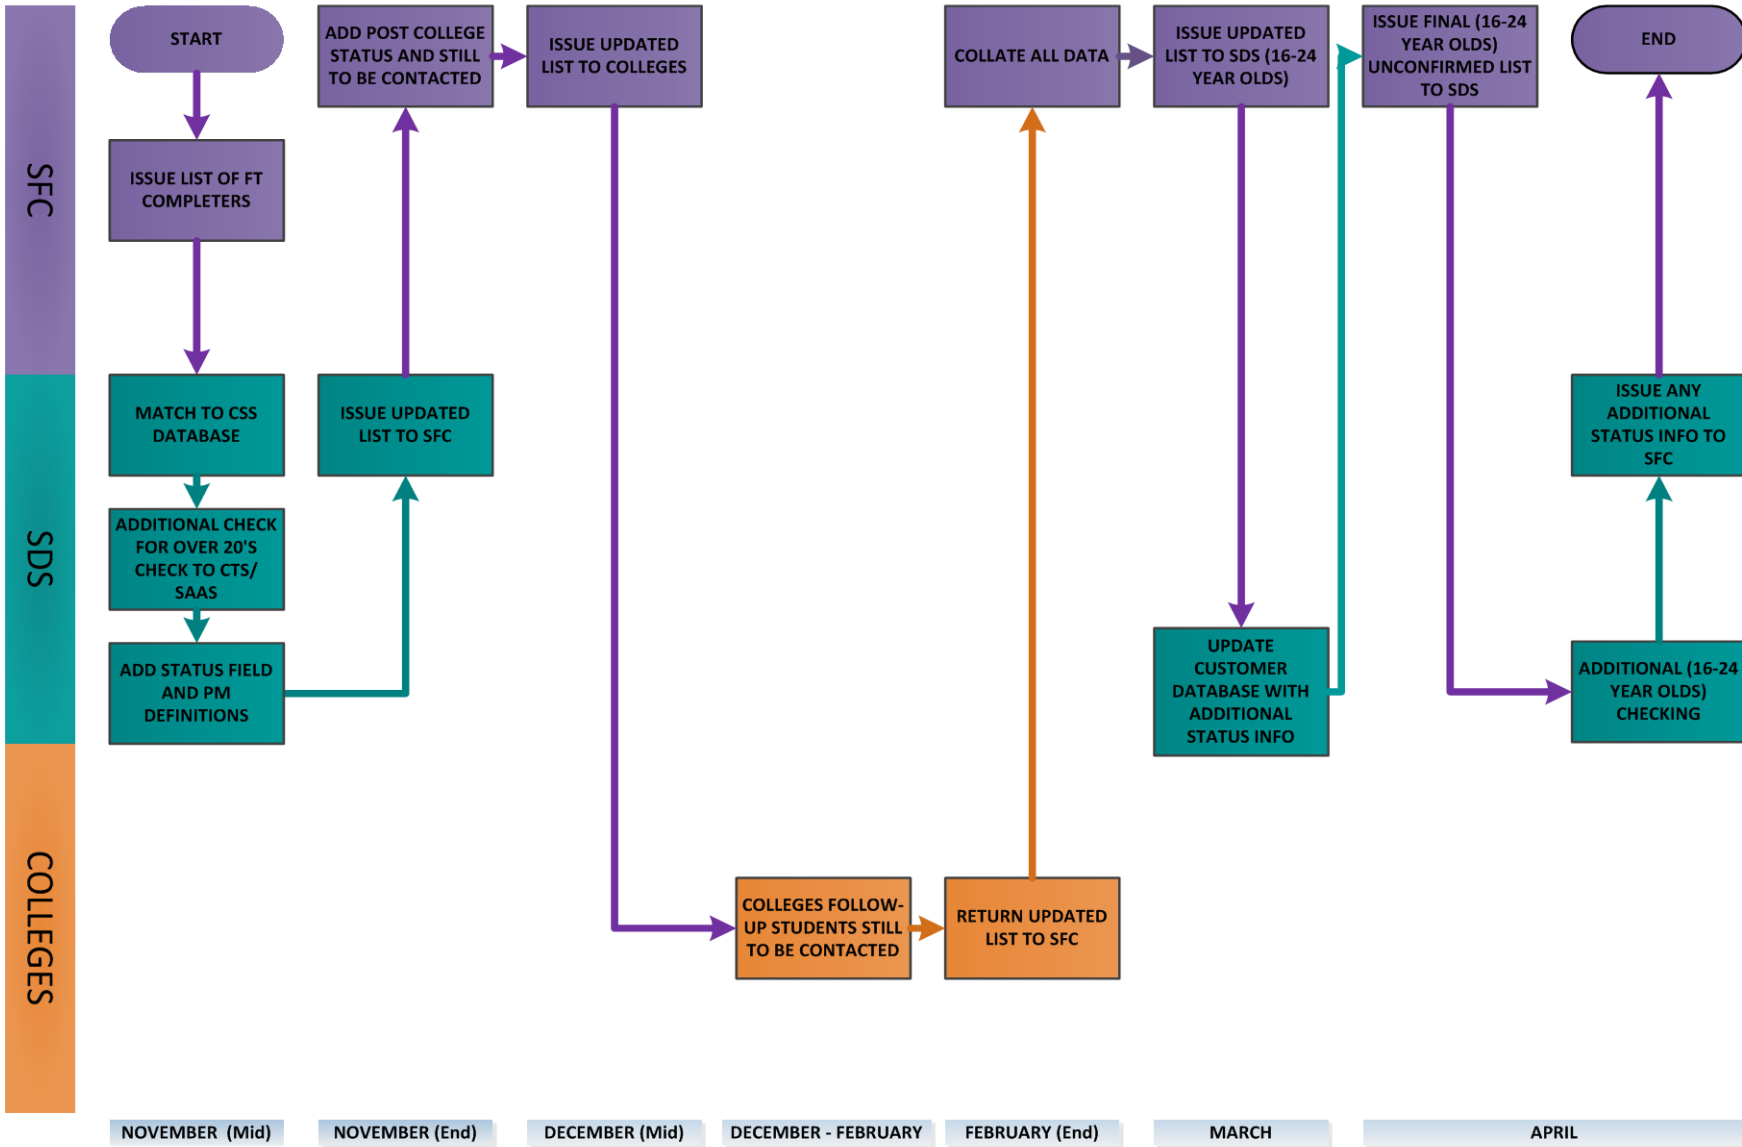 SFC
START
ISSUE LIST OF FT
COMPLETERS
ADD POST COLLEGE
STATUS AND STILL
TO BE CONTACTED
ISSUE UPDATED
LIST TO COLLEGES
COLLATE ALL DATA
ISSUE UPDATED
LIST TO SDS (16-24
YEAR OLDS)
ISSUE FINAL (16-24
YEAR OLDS)
UNCONFIRMED LIST
TO SDS
END
SDS
MATCH TO CSS
DATABASE
ADDITIONAL CHECK
FOR OVER 20'S
CHECK TO CTS/
SAAS
ADD STATUS FIELD
AND PM
DEFINITIONS
ISSUE UPDATED
LIST TO SFC
UPDATE
CUSTOMER
DATABASE WITH
ADDITIONAL
STATUS INFO
ISSUE ANY
ADDITIONAL
STATUS INFO TO
SFC
ADDITIONAL (16-24
YEAR OLDS)
CHECKING
COLLEGES
COLLEGES FOLLOW-
UP STUDENTS STILL
TO BE CONTACTED
RETURN UPDATED
LIST TO SFC
NOVEMBER (Mid)
NOVEMBER (End)
DECEMBER (Mid)
DECEMBER - FEBRUARY
FEBRUARY (End)
MARCH
APRIL